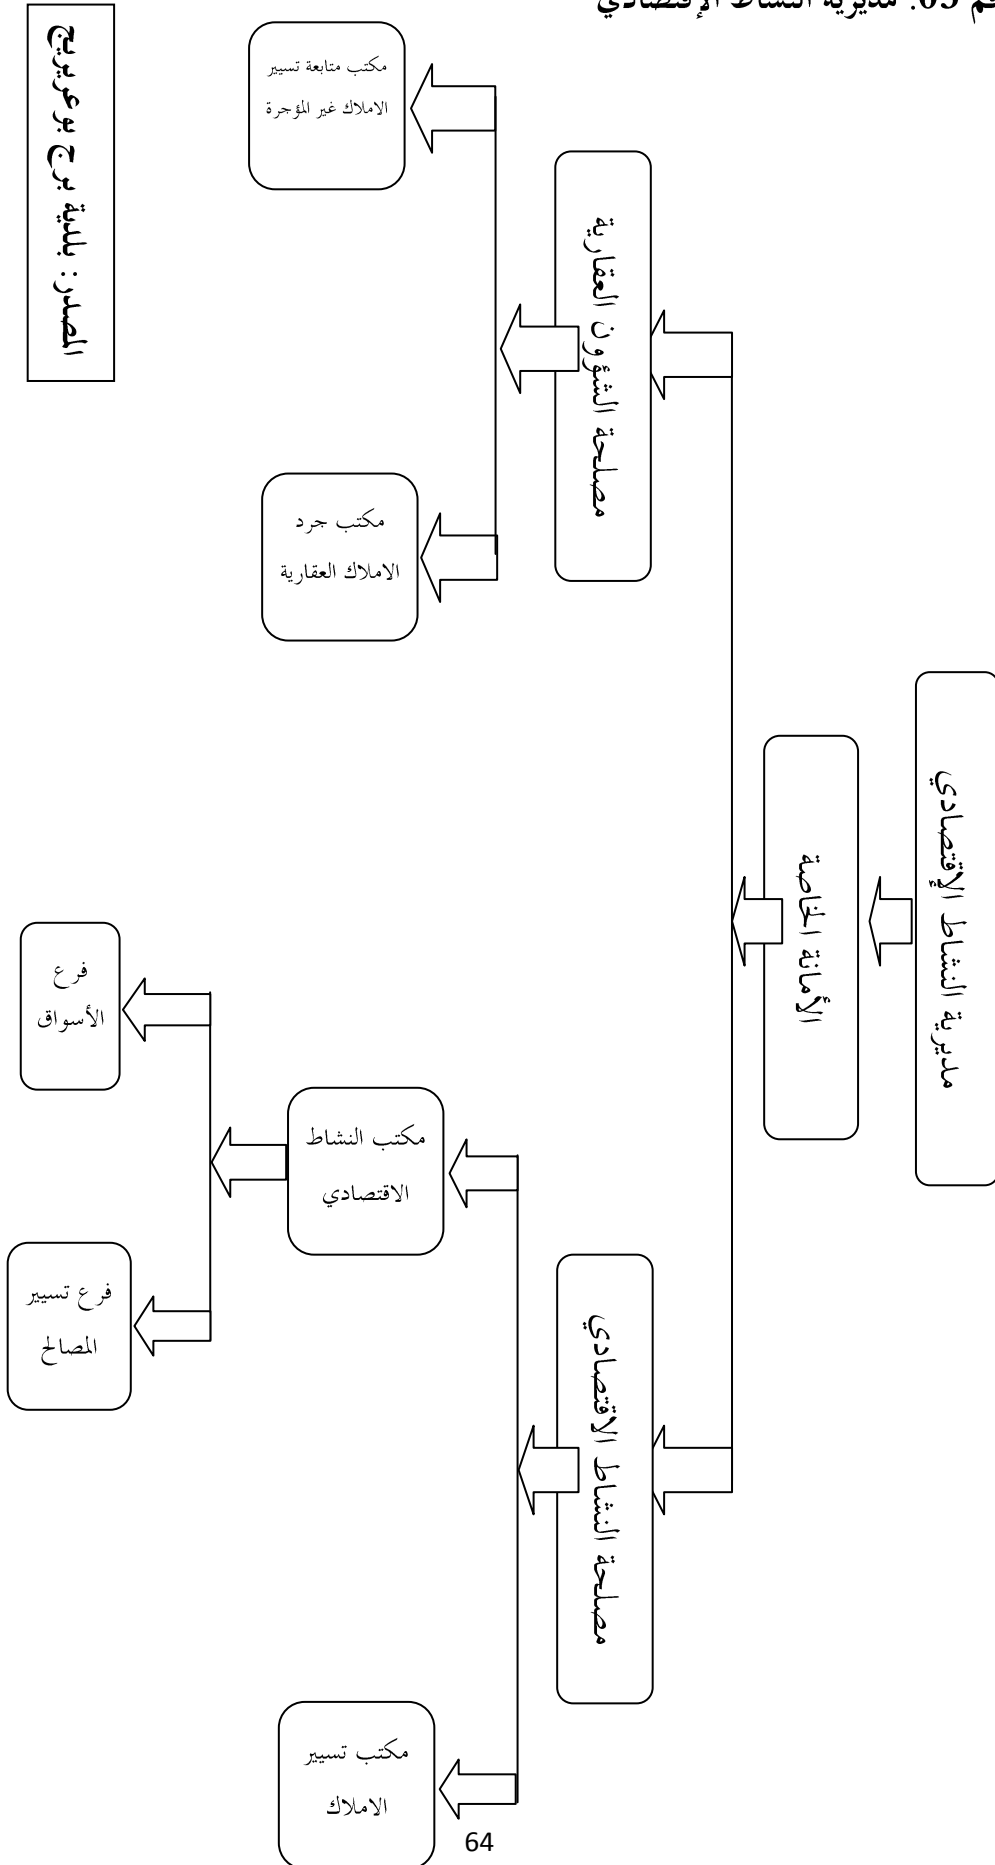 قم 05: مديرية النشاط الإقتصادي
مديرية النشاط الإقتصادي
الأمانة الخاصة
مصلحة الشؤون العقارية
مصلحة النشاط الاقتصادي
مكتب متابعة تسيير
الاملاك غير المؤجرة
مكتب جرد
الاملاك العقارية
مكتب النشاط
الاقتصادي
مكتب تسيير
الاملاك
فرع
الأسواق
فرع تسيير
المصالح
المصدر: بلدية برج بوعريريج
64